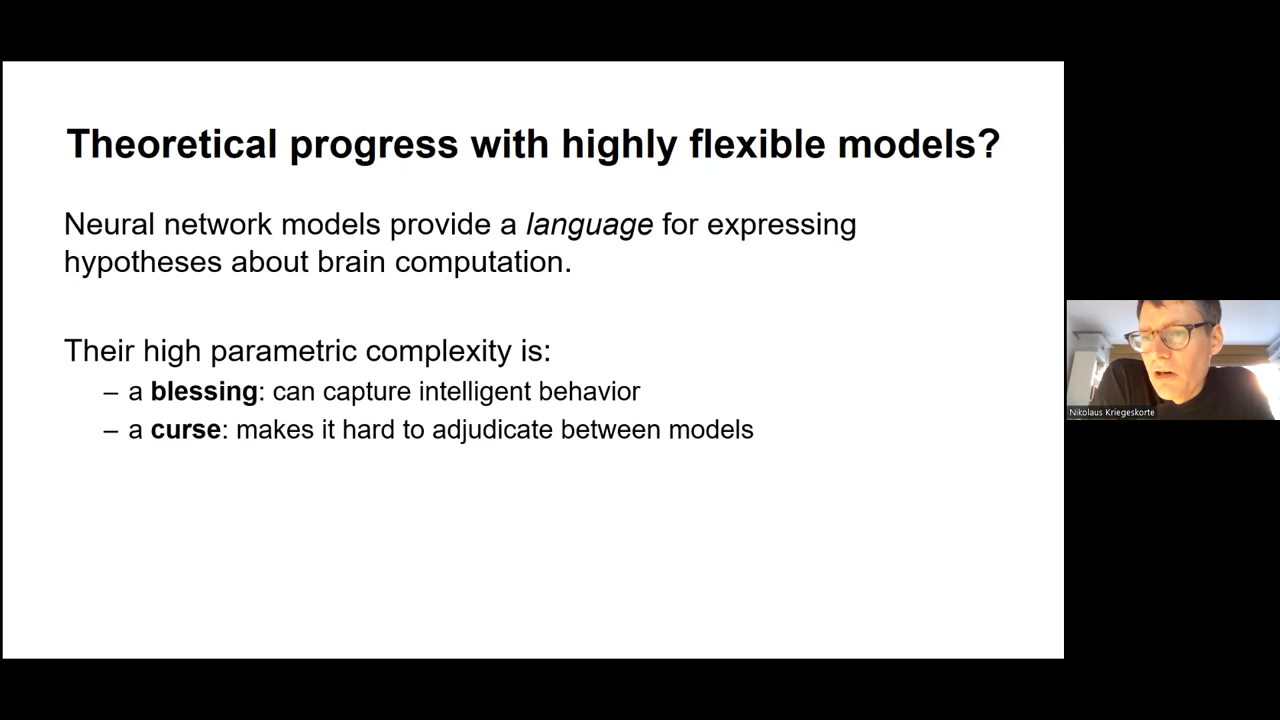 Theoretical progress with highly flexible models?
Neural network models provide a language for expressing
hypotheses about brain computation.
Their high parametric complexity is:
– a blessing: can capture intelligent behavior
– a curse: makes it hard to adjudicate between models
Nikolaus Kriegeskorte